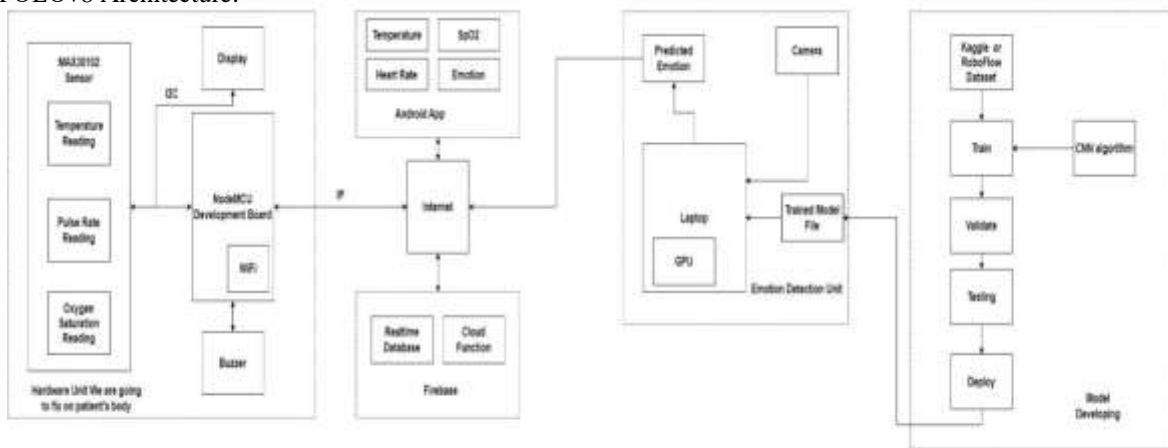 YOLOv8 Architecture:
MAX30102
Sensor
Temperature
Reading
Pulse Rate
Reading
Oxygen
Saturation
Reading
Hardware Unit We are going
to fix on patient's body
I2C
Display
NodeMCU
Development Board
WiFi
Buzzer
IP
Temperature
SpO2
Heart Rate
Emotion
Android App
Internet
Realtime
Database
Cloud
Function
Firebase
Predicted
Emotion
Camera
Laptop
GPU
Trained Model
File
Emotion Detection Unit
Kaggle or
RoboFlow
Dataset
Train
CNN algorithm
Validate
Testing
Deploy
Model
Developing